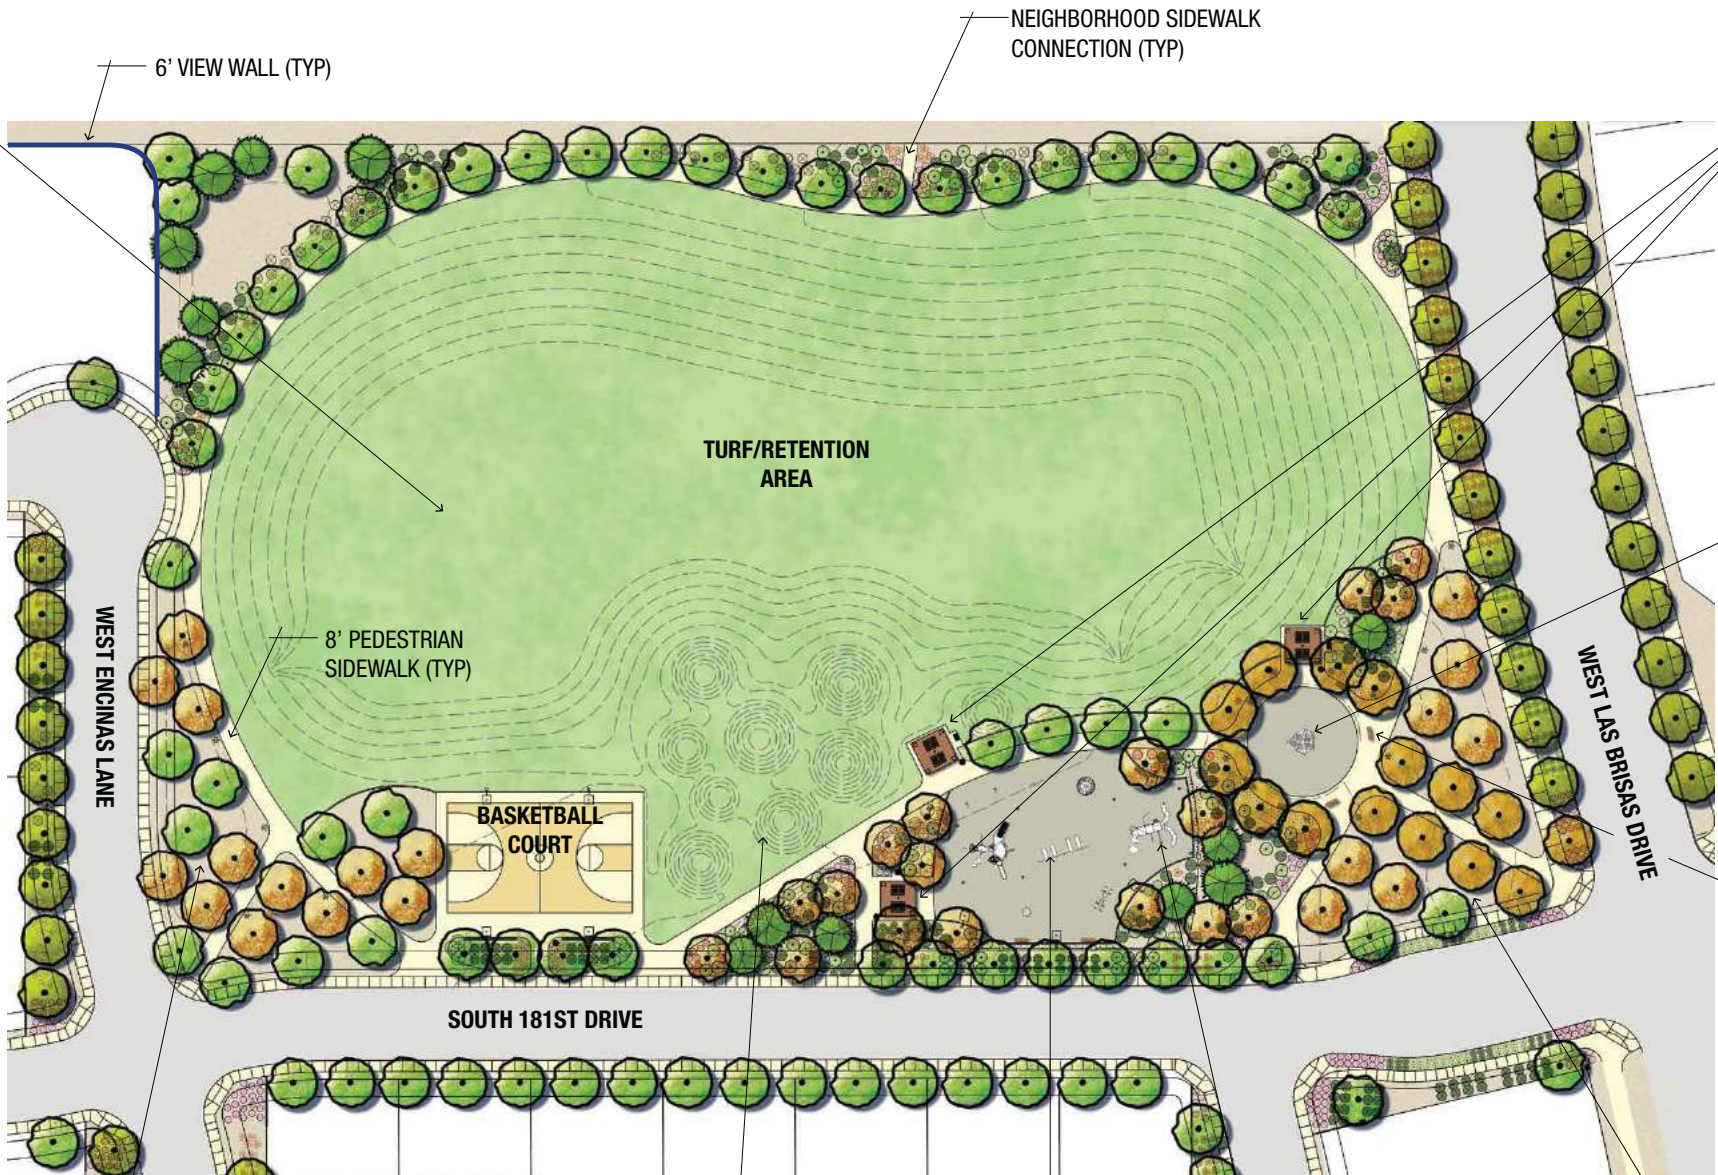 NEIGHBORHOOD SIDEWALK
CONNECTION (TYP)
6’ VIEW WALL (TYP)
TURF/RETENTION
AREA
8’ PEDESTRIAN
SIDEWALK (TYP)
WEST ENCINAS LANE
WEST LAS BRISAS DRIVE
BASKETBALL
COURT
SOUTH 181ST DRIVE